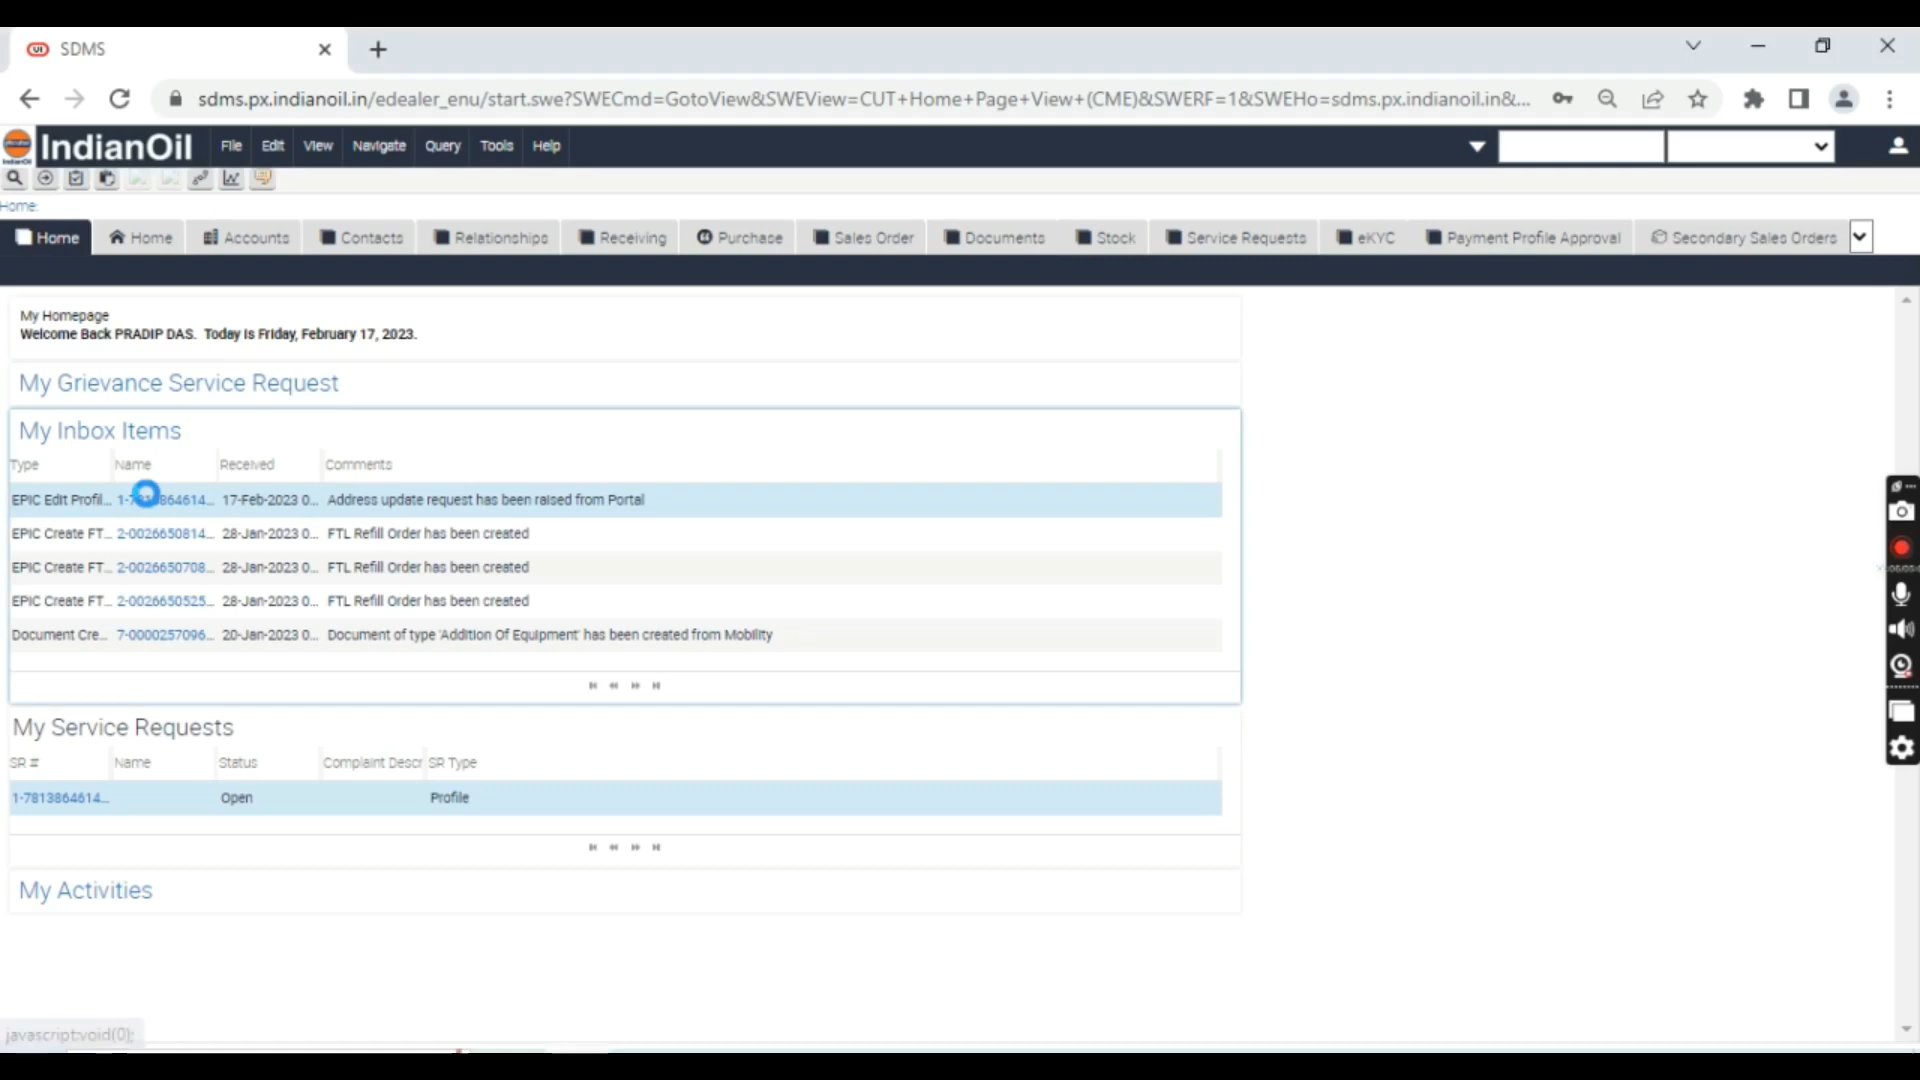 SDMS
sdms.px.indianoil.in/edealer_enu/start.swe?SWECmd=GotoView&SWEView=CUT+Home+Page+View+(CME)&SWERF=1&SWEHo=sdms.px.indianoil.in&...
IndianOil File Edit View Navigate Query Tools Help
Home:
Home Home Accounts Contacts Relationships Receiving Purchase Sales Order Documents Stock Service Requests eKYC Payment Profile Approval Secondary Sales Orders
My Homepage
Welcome Back PRADIP DAS. Today is Friday, February 17, 2023.
My Grievance Service Request
My Inbox Items
Type Name Received Comments
EPIC Edit Profil... 17-Feb-2023 0... Address update request has been raised from Portal
EPIC Create FT... 2-0026650814... 28-Jan-2023 0... FTL Refill Order has been created
EPIC Create FT... 2-0026650708... 28-Jan-2023 0... FTL Refill Order has been created
EPIC Create FT... 2-0026650525... 28-Jan-2023 0... FTL Refill Order has been created
Document Cre... 7-0000257096... 20-Jan-2023 0... Document of type 'Addition Of Equipment' has been created from Mobility
My Service Requests
SR # Name Status Complaint Descr SR Type
1-7813864614... Open Profile
My Activities
javascript:void(0);